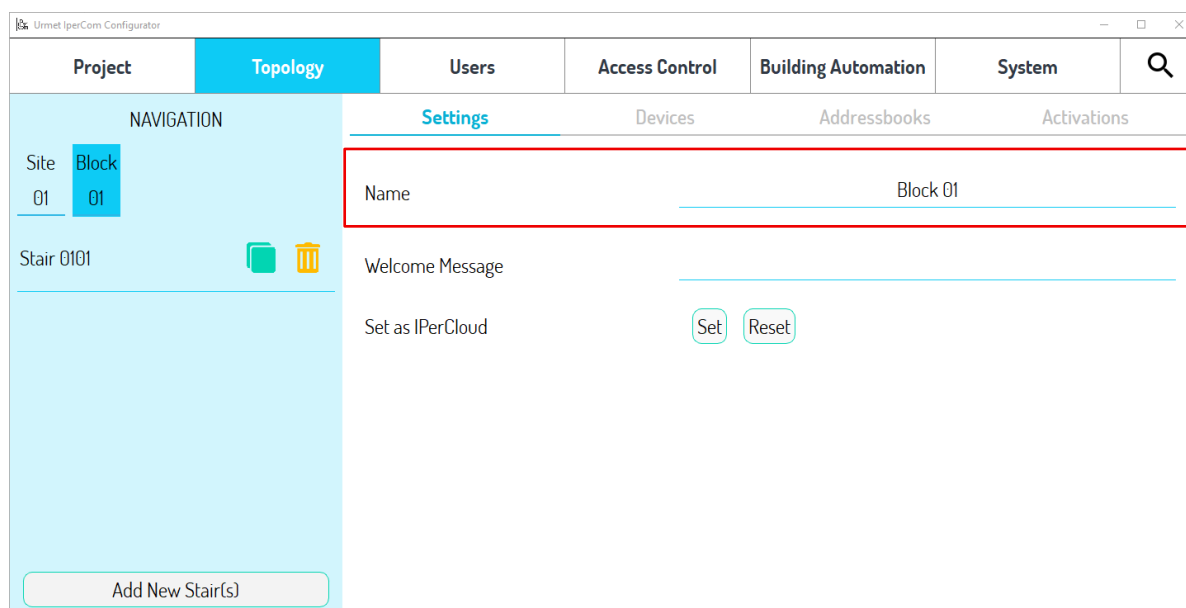 Urmet IperCom Configurator
Project Topology Users Access Control Building Automation System
NAVIGATION
Settings Devices Addressbooks Activations
Site Block
01 01
Name Block 01
Stair 0101
Welcome Message
Set as IPerCloud Set Reset
Add New Stair(s)